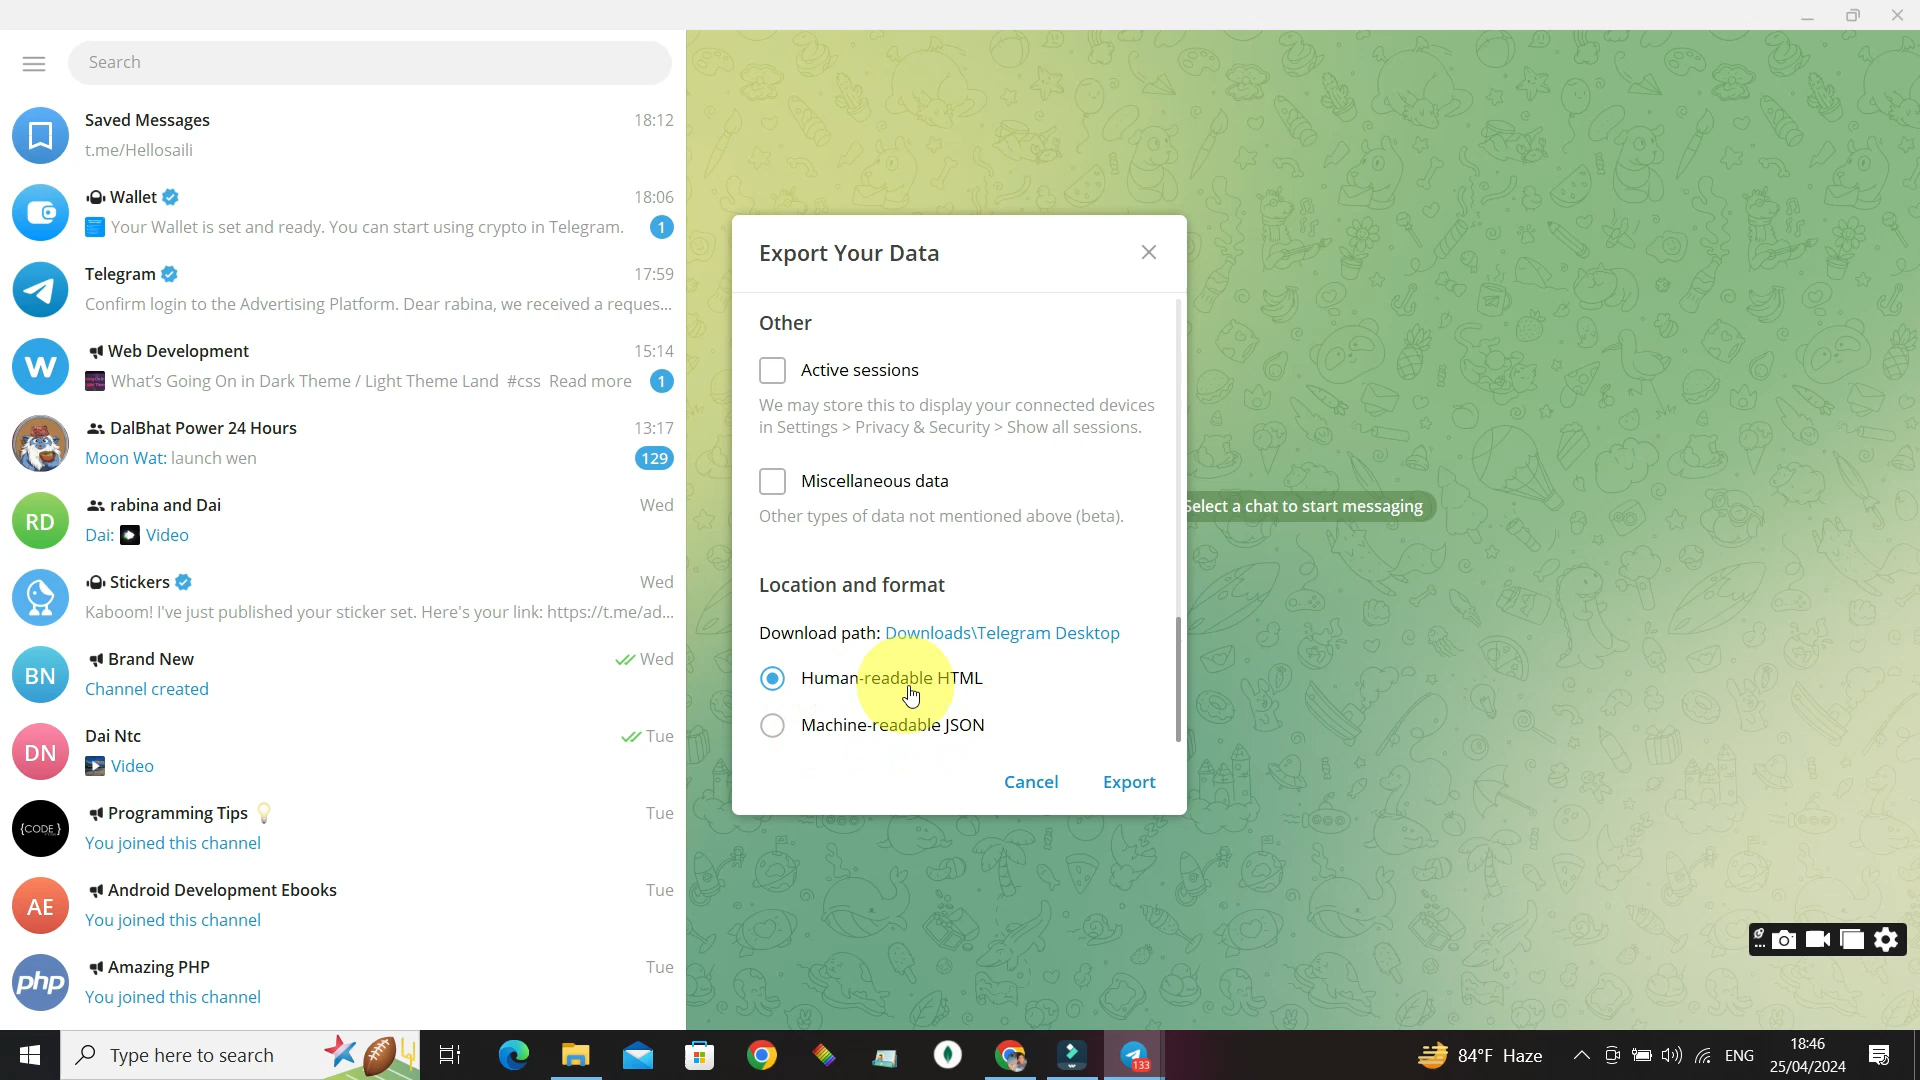 Search
Saved Messages 18:12
t.me/Hellosaili
Wallet 18:06
Your Wallet is set and ready. You can start using crypto in Telegram. 1
Telegram 17:59
Confirm login to the Advertising Platform. Dear rabina, we received a reques...
W
Web Development 15:14
What's Going On in Dark Theme / Light Theme Land #css Read more 1
DalBhat Power 24 Hours 13:17
Moon Wat: launch wen 129
RD
rabina and Dai Wed
Dai: Video
Stickers Wed
Kaboom! I've just published your sticker set. Here's your link: https://t.me/ad...
BN
Brand New Wed
Channel created
DN
Dai Ntc Tue
Video
{CODE}
Programming Tips Tue
You joined this channel
AE
Android Development Ebooks Tue
You joined this channel
php
Amazing PHP Tue
You joined this channel
Export Your Data
Other
Active sessions
We may store this to display your connected devices
in Settings > Privacy & Security > Show all sessions.
Miscellaneous data
Other types of data not mentioned above (beta).
Location and format
Download path: Downloads\Telegram Desktop
Human-readable HTML
Machine-readable JSON
Cancel Export
Select a chat to start messaging
Type here to search
133
84°F Haze
ENG
18:46
25/04/2024